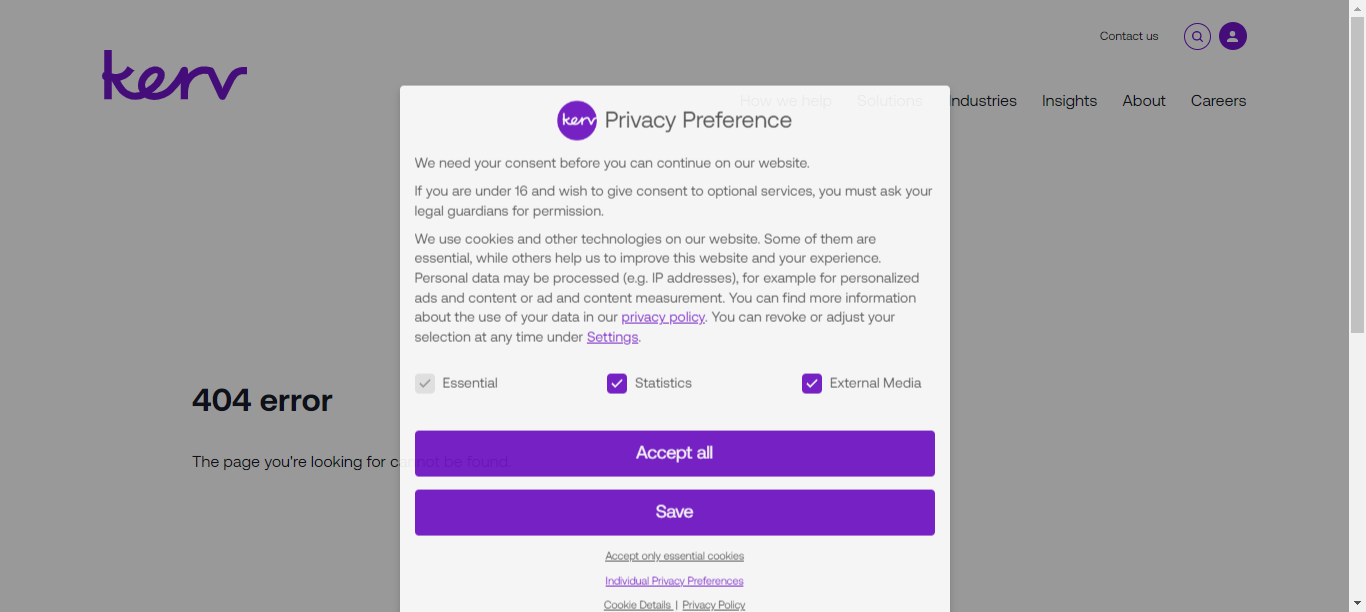 Contact us
kerv
How we help Solutions Industries Insights About Careers
kerv Privacy Preference
We need your consent before you can continue on our website.
If you are under 16 and wish to give consent to optional services, you must ask your
legal guardians for permission.
We use cookies and other technologies on our website. Some of them are
essential, while others help us to improve this website and your experience.
Personal data may be processed (e.g. IP addresses), for example for personalized
ads and content or ad and content measurement. You can find more information
about the use of your data in our privacy policy. You can revoke or adjust your
selection at any time under Settings.
Essential Statistics External Media
404 error
The page you're looking for cannot be found.
Accept all
Save
Accept only essential cookies
Individual Privacy Preferences
Cookie Details | Privacy Policy